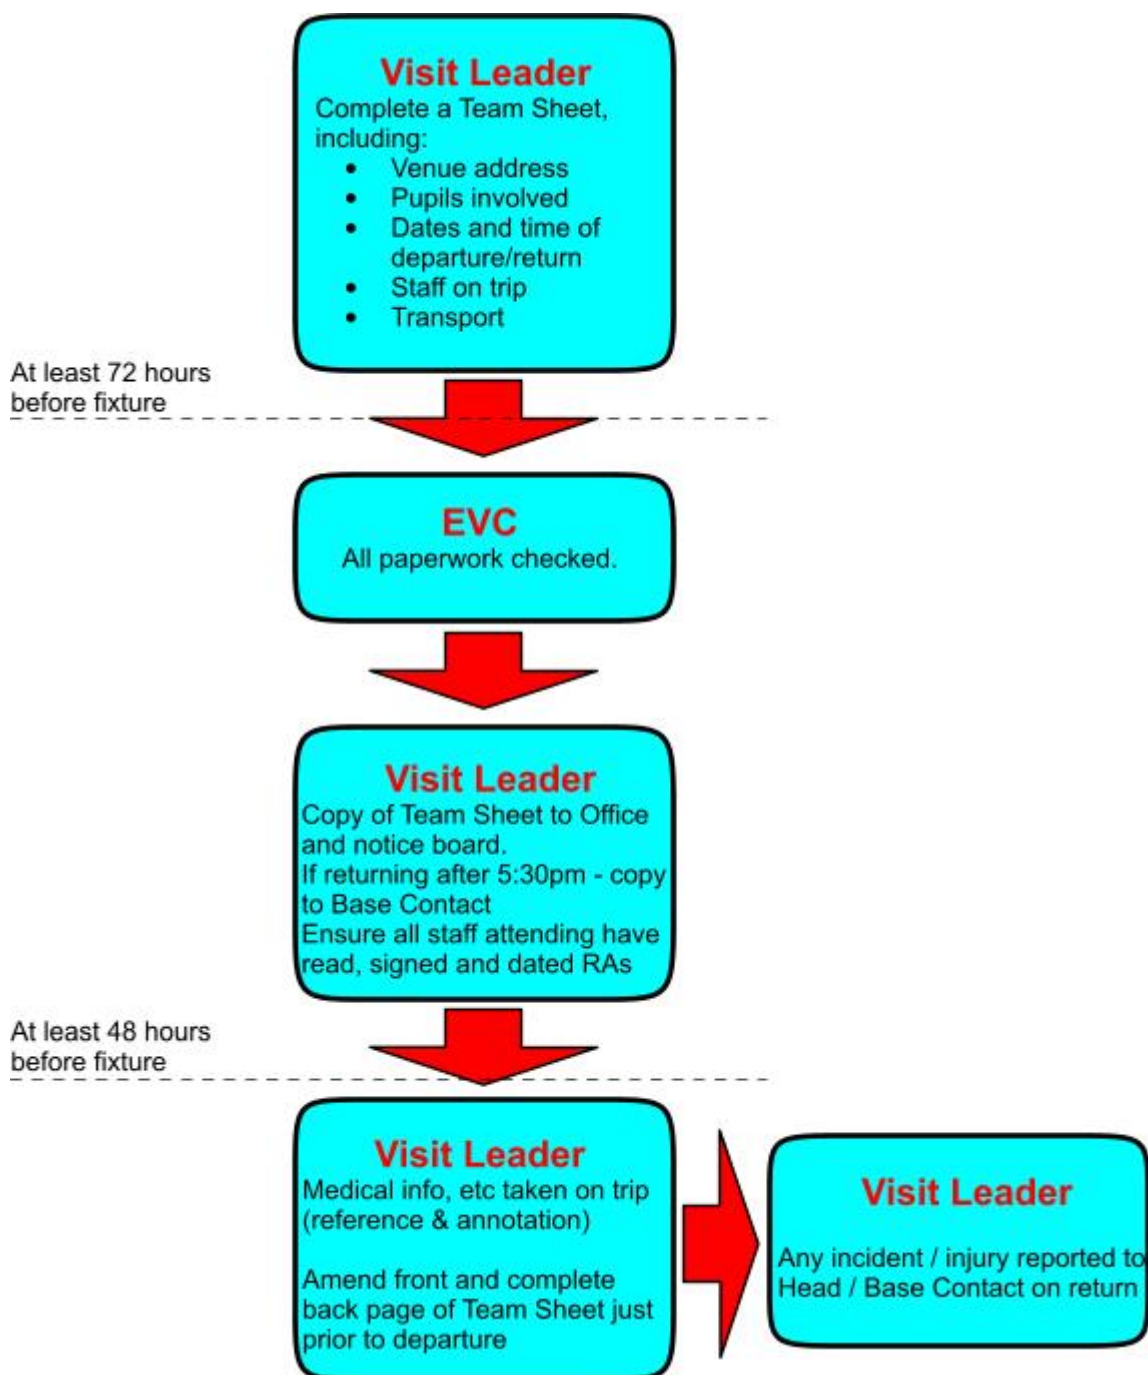 Visit Leader
Complete a Team Sheet,
including:
• Venue address
• Pupils involved
• Dates and time of
departure/return
• Staff on trip
• Transport
At least 72 hours
before fixture
EVC
All paperwork checked.
Visit Leader
Copy of Team Sheet to Office
and notice board.
If returning after 5:30pm - copy
to Base Contact
Ensure all staff attending have
read, signed and dated RAs
At least 48 hours
before fixture
Visit Leader
Medical info, etc taken on trip
(reference & annotation)
Amend front and complete
back page of Team Sheet just
prior to departure
Visit Leader
Any incident / injury reported to
Head / Base Contact on return